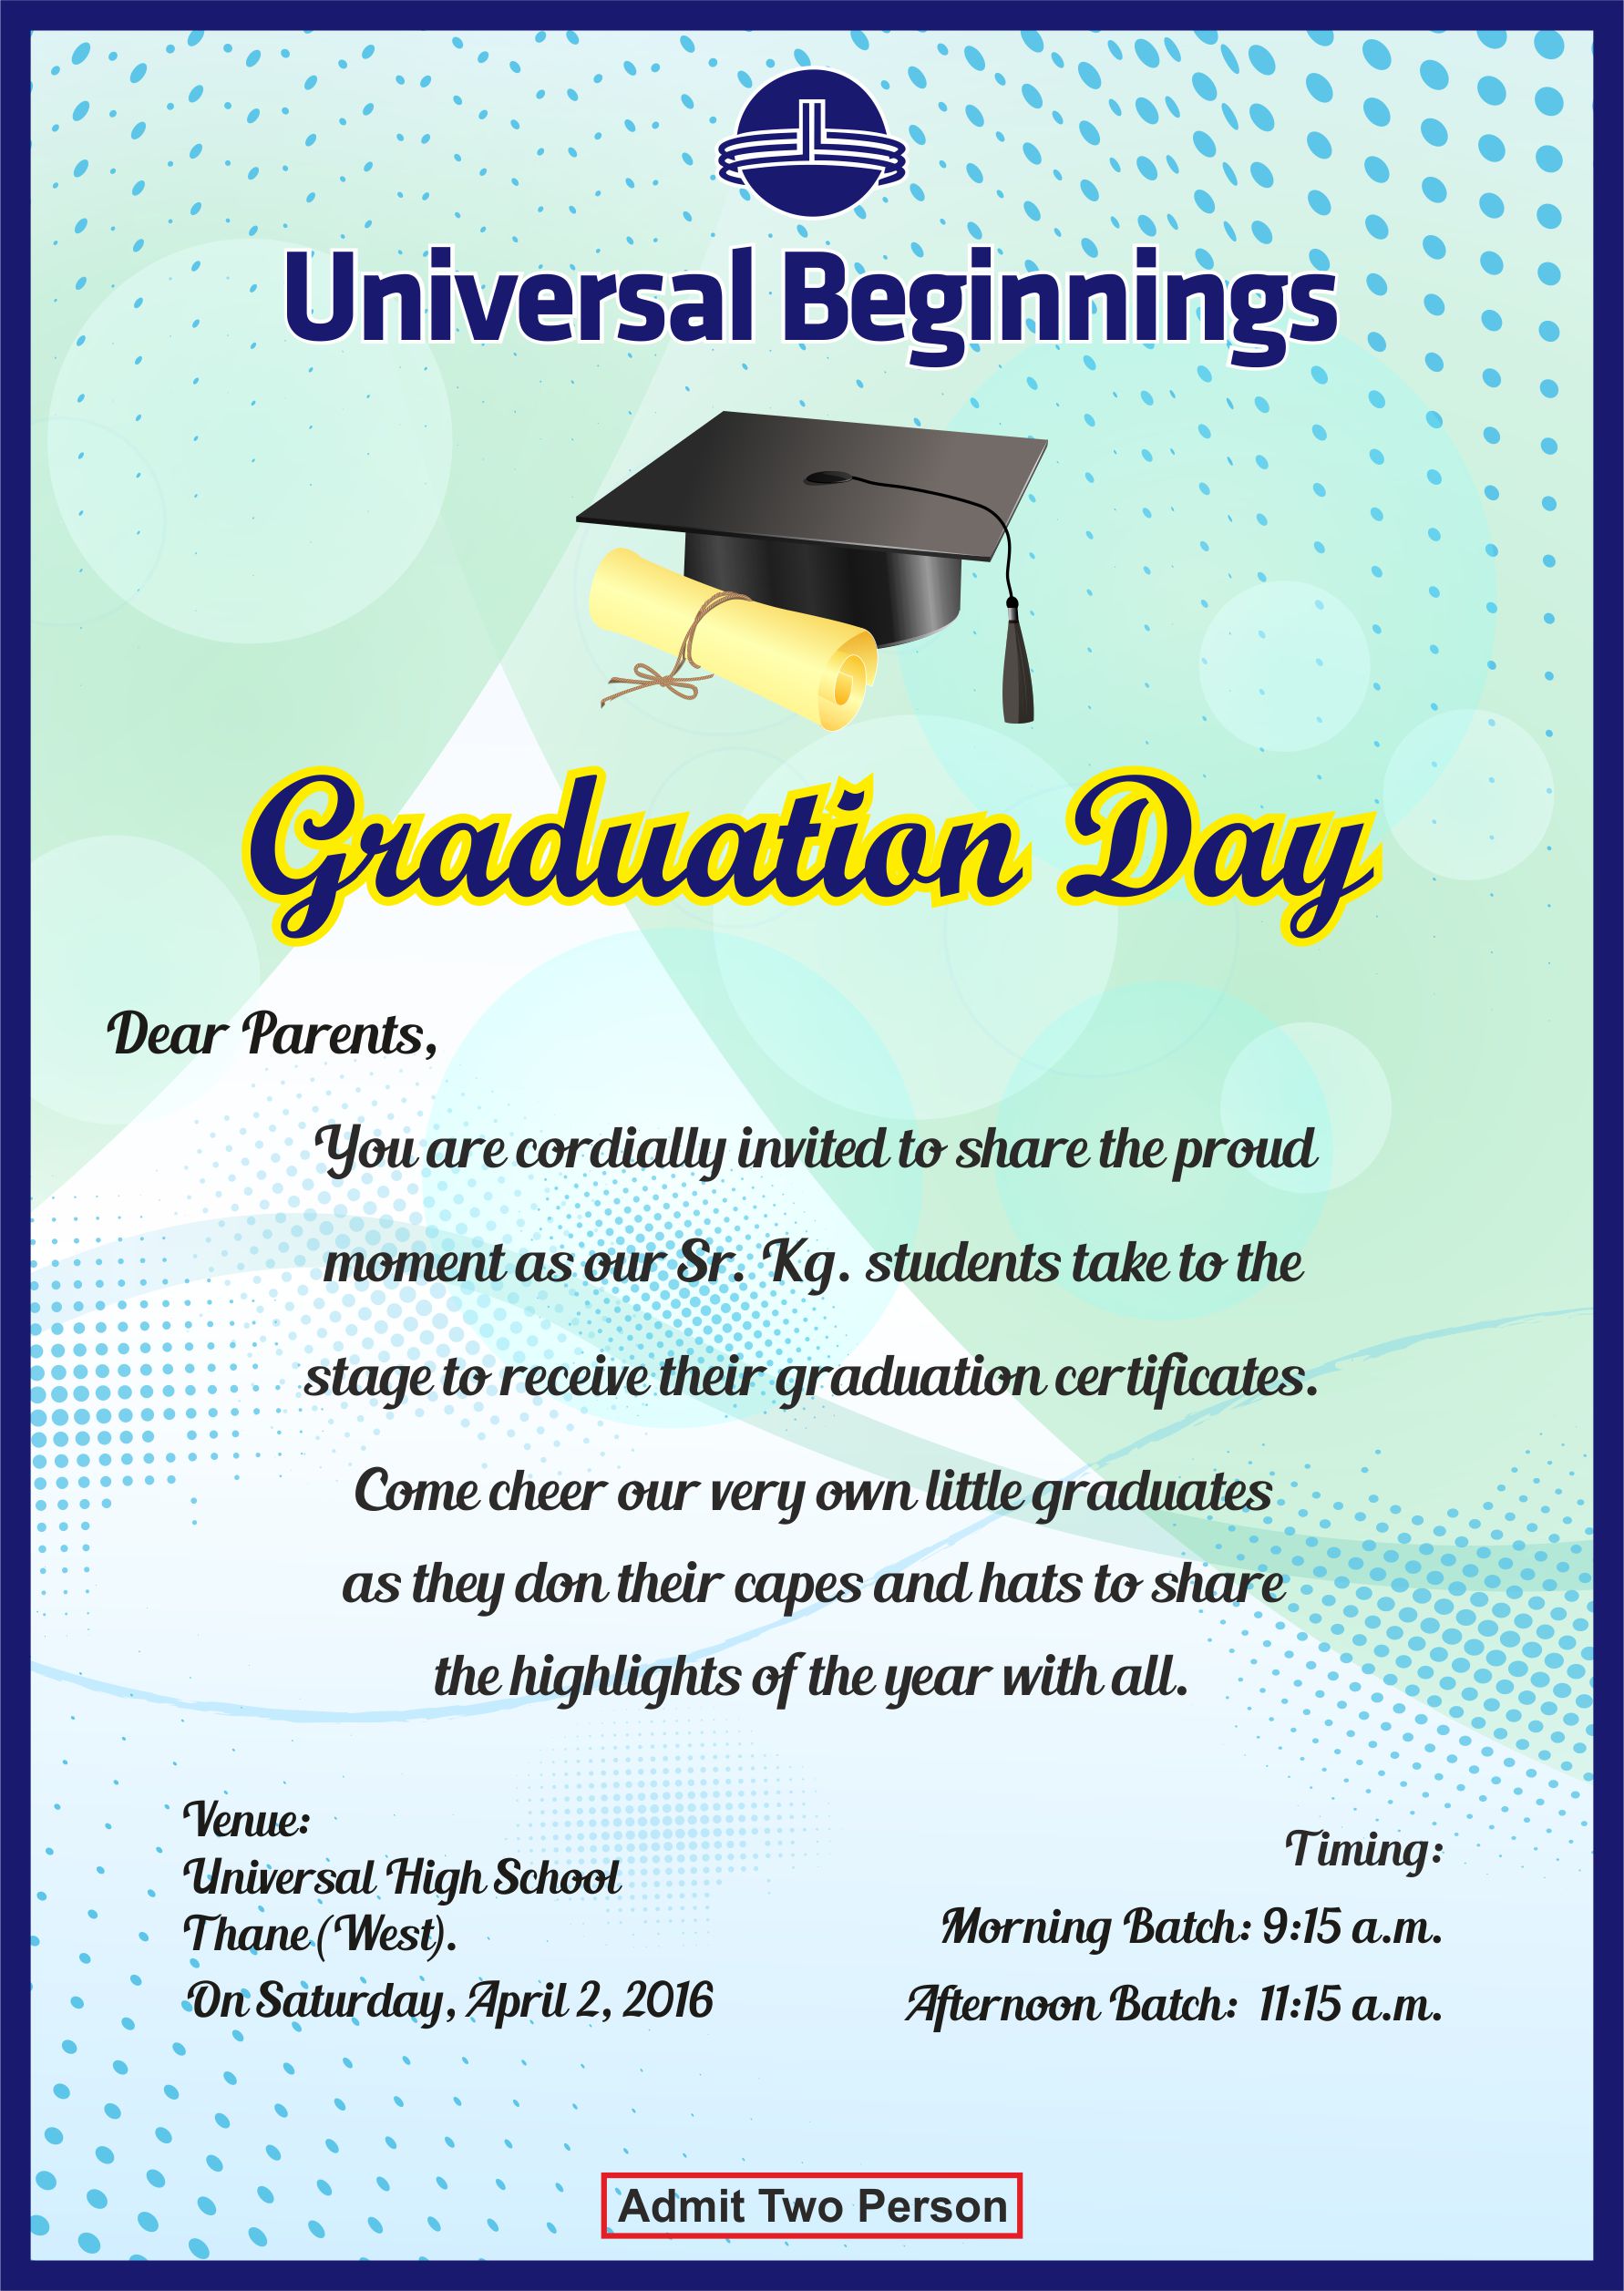 Universal Beginnings
Graduation Day
Dear Parents,
You are cordially invited to share the proud
moment as our Sr. Kg. students take to the
stage to receive their graduation certificates.
Come cheer our very own little graduates
as they don their capes and hats to share
the highlights of the year with all.
Venue:
Universal High School
Thane (West).
On Saturday, April 2, 2016
Timing:
Morning Batch: 9:15 a.m.
Afternoon Batch: 11:15 a.m.
Admit Two Person